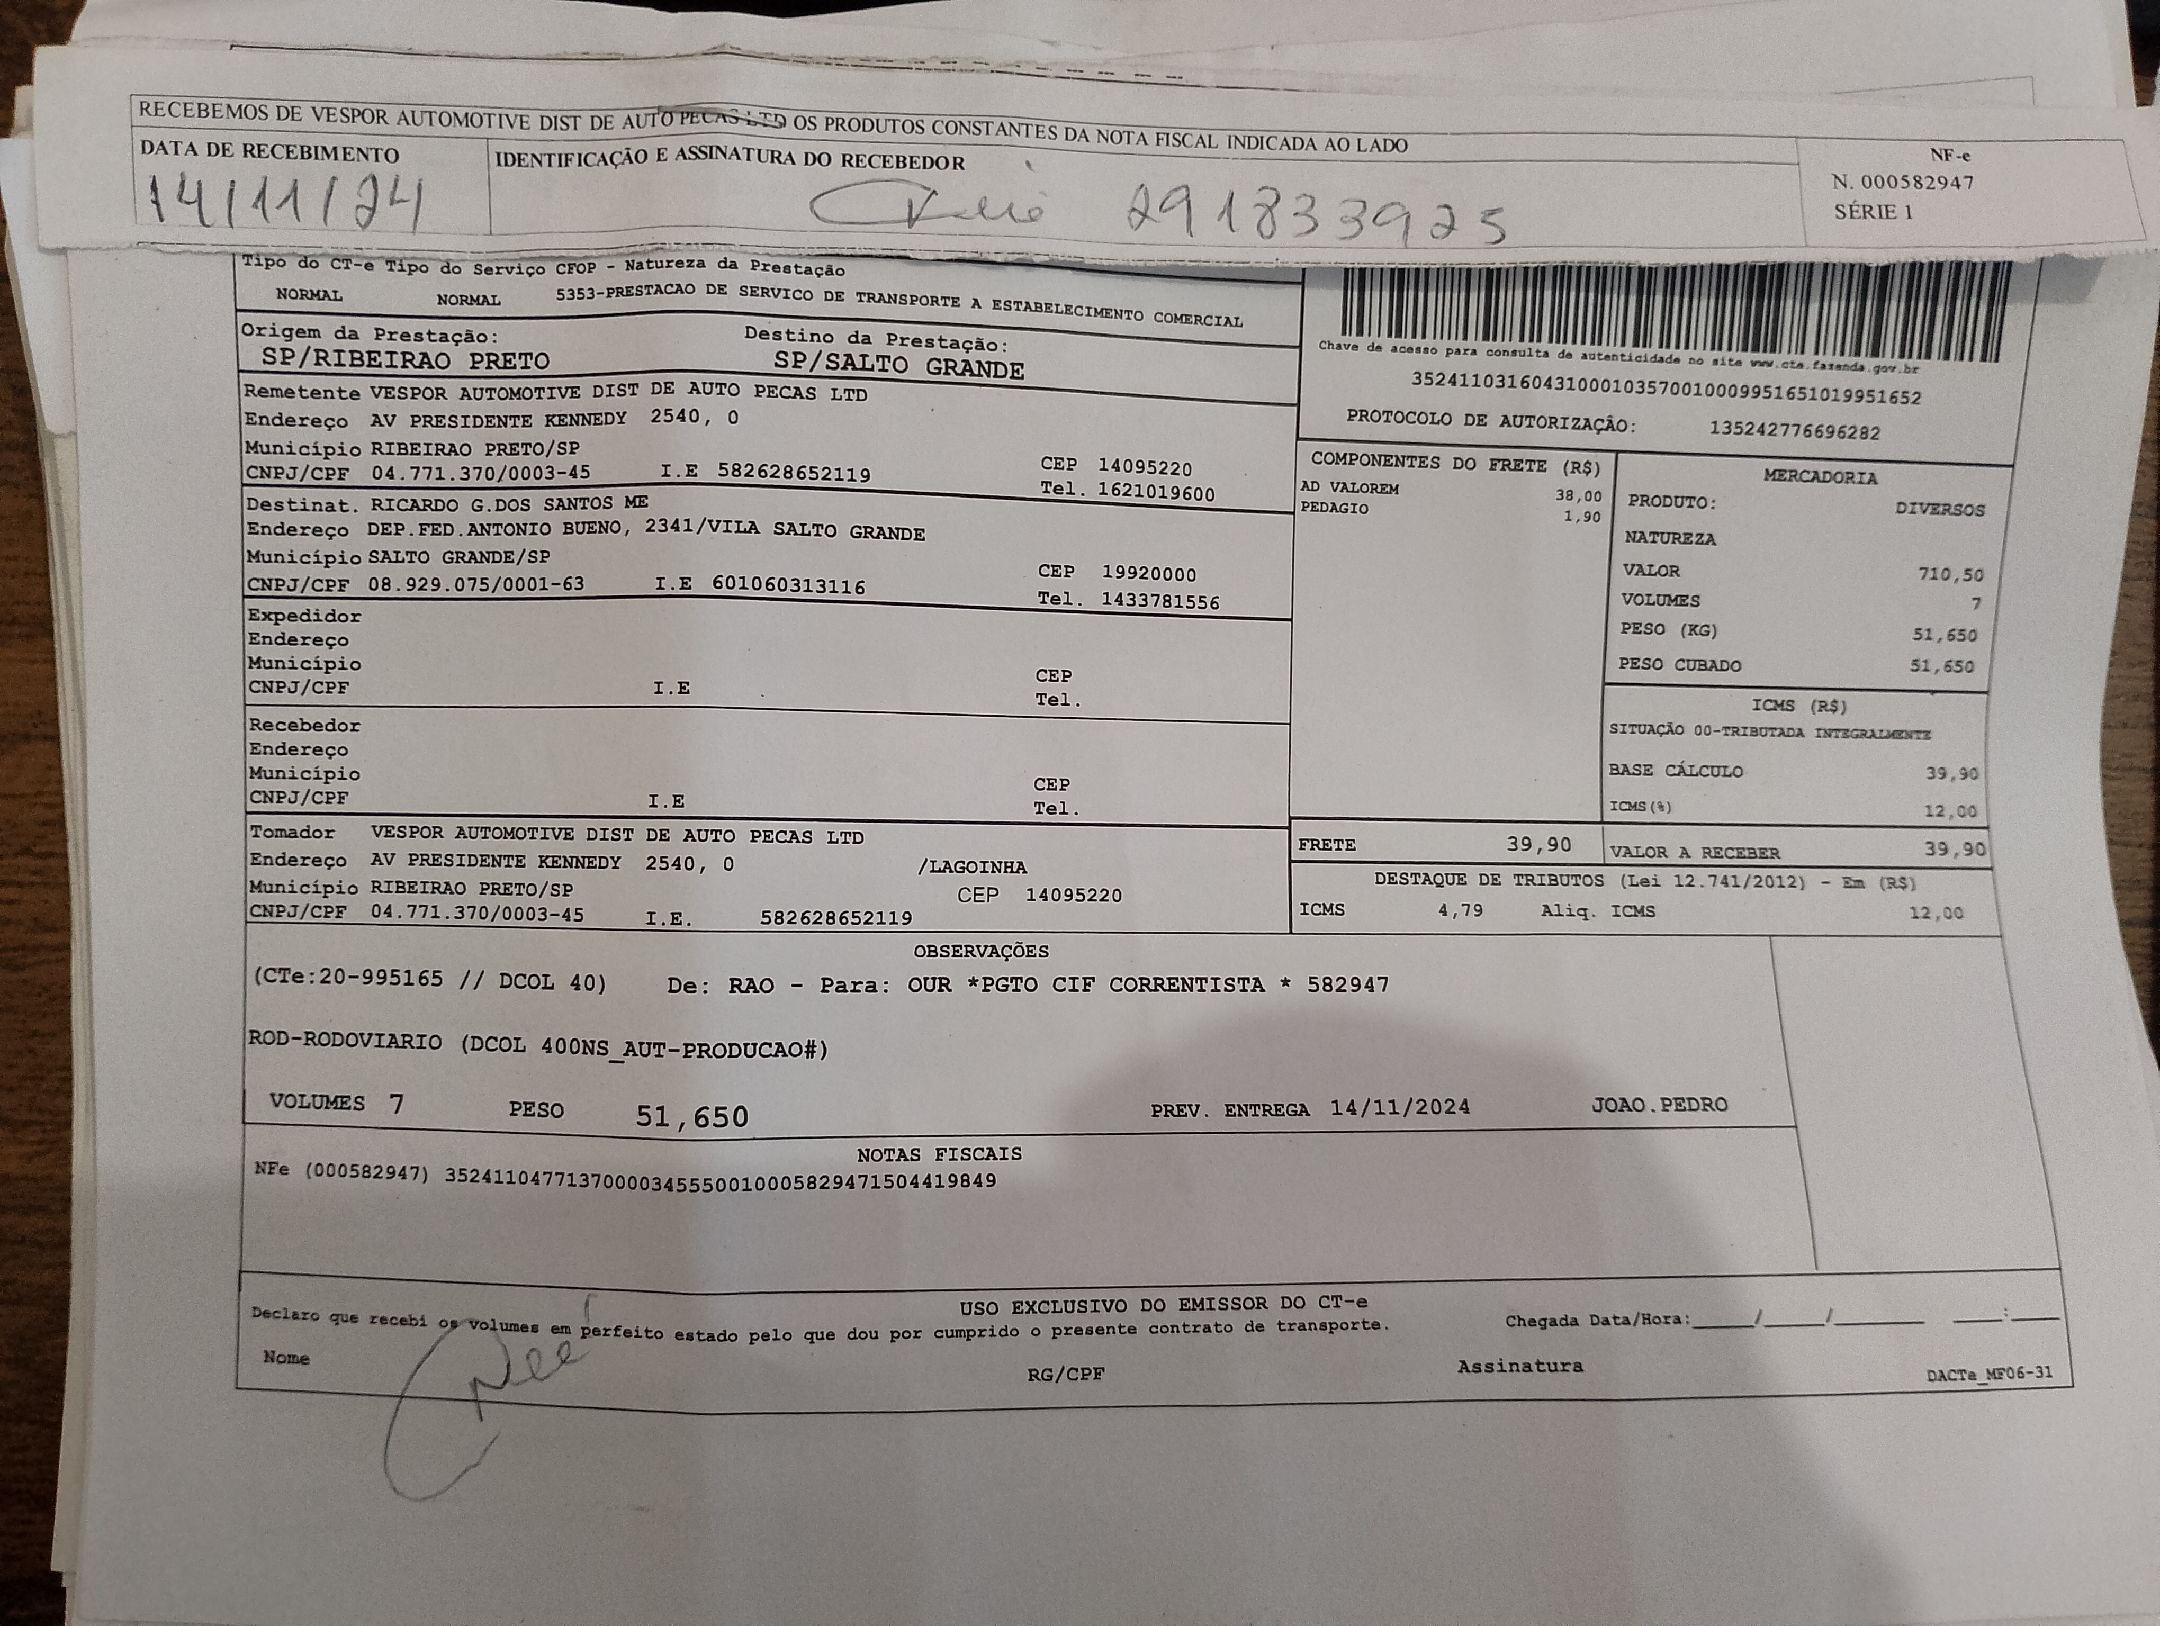 RECEBEMOS DE VESPOR AUTOMOTIVE DIST DE AUTO PECAS LTD OS PRODUTOS CONSTANTES DA NOTA FISCAL INDICADA AO LADO
DATA DE RECEBIMENTO
14/11/24
IDENTIFICAÇÃO E ASSINATURA DO RECEBEDOR
291833925
NF-e
N. 000582947
SÉRIE 1
Tipo do CT-e Tipo do Serviço CFOP - Natureza da Prestação
NORMAL NORMAL 5353-PRESTACAO DE SERVICO DE TRANSPORTE A ESTABELECIMENTO COMERCIAL
Origem da Prestação: Destino da Prestação:
SP/RIBEIRAO PRETO SP/SALTO GRANDE
Chave de acesso para consulta de autenticidade no site www.cte.fazenda.gov.br
35241103160431000103570010009951651019951652
PROTOCOLO DE AUTORIZAÇÃO: 135242776696282
Remetente VESPOR AUTOMOTIVE DIST DE AUTO PECAS LTD
Endereço AV PRESIDENTE KENNEDY 2540, 0
Município RIBEIRAO PRETO/SP CEP 14095220
CNPJ/CPF 04.771.370/0003-45 I.E 582628652119 Tel. 1621019600
Destinat. RICARDO G.DOS SANTOS ME
Endereço DEP.FED.ANTONIO BUENO, 2341/VILA SALTO GRANDE
Município SALTO GRANDE/SP CEP 19920000
CNPJ/CPF 08.929.075/0001-63 I.E 601060313116 Tel. 1433781556
Expedidor
Endereço
Município CEP
CNPJ/CPF I.E Tel.
Recebedor
Endereço
Município CEP
CNPJ/CPF I.E Tel.
Tomador VESPOR AUTOMOTIVE DIST DE AUTO PECAS LTD
Endereço AV PRESIDENTE KENNEDY 2540, 0 /LAGOINHA
Município RIBEIRAO PRETO/SP CEP 14095220
CNPJ/CPF 04.771.370/0003-45 I.E. 582628652119
COMPONENTES DO FRETE (R$)
AD VALOREM 38,00
PEDAGIO 1,90
MERCADORIA
PRODUTO: DIVERSOS
NATUREZA
VALOR 710,50
VOLUMES 7
PESO (KG) 51,650
PESO CUBADO 51,650
ICMS (R$)
SITUAÇÃO 00-TRIBUTADA INTEGRALMENTE
BASE CÁLCULO 39,90
ICMS(%) 12,00
FRETE 39,90 VALOR A RECEBER 39,90
DESTAQUE DE TRIBUTOS (Lei 12.741/2012) - Em (R$)
ICMS 4,79 Aliq. ICMS 12,00
OBSERVAÇÕES
(CTe:20-995165 // DCOL 40) De: RAO - Para: OUR *PGTO CIF CORRENTISTA * 582947
ROD-RODOVIARIO (DCOL 400NS_AUT-PRODUCAO#)
VOLUMES 7 PESO 51,650 PREV. ENTREGA 14/11/2024 JOAO.PEDRO
NOTAS FISCAIS
NFe (000582947) 35241104771370000345550010005829471504419849
USO EXCLUSIVO DO EMISSOR DO CT-e
Declaro que recebi os volumes em perfeito estado pelo que dou por cumprido o presente contrato de transporte. Chegada Data/Hora:_____/_____/________ ____:____
Nome RG/CPF Assinatura DACTe_MF06-31